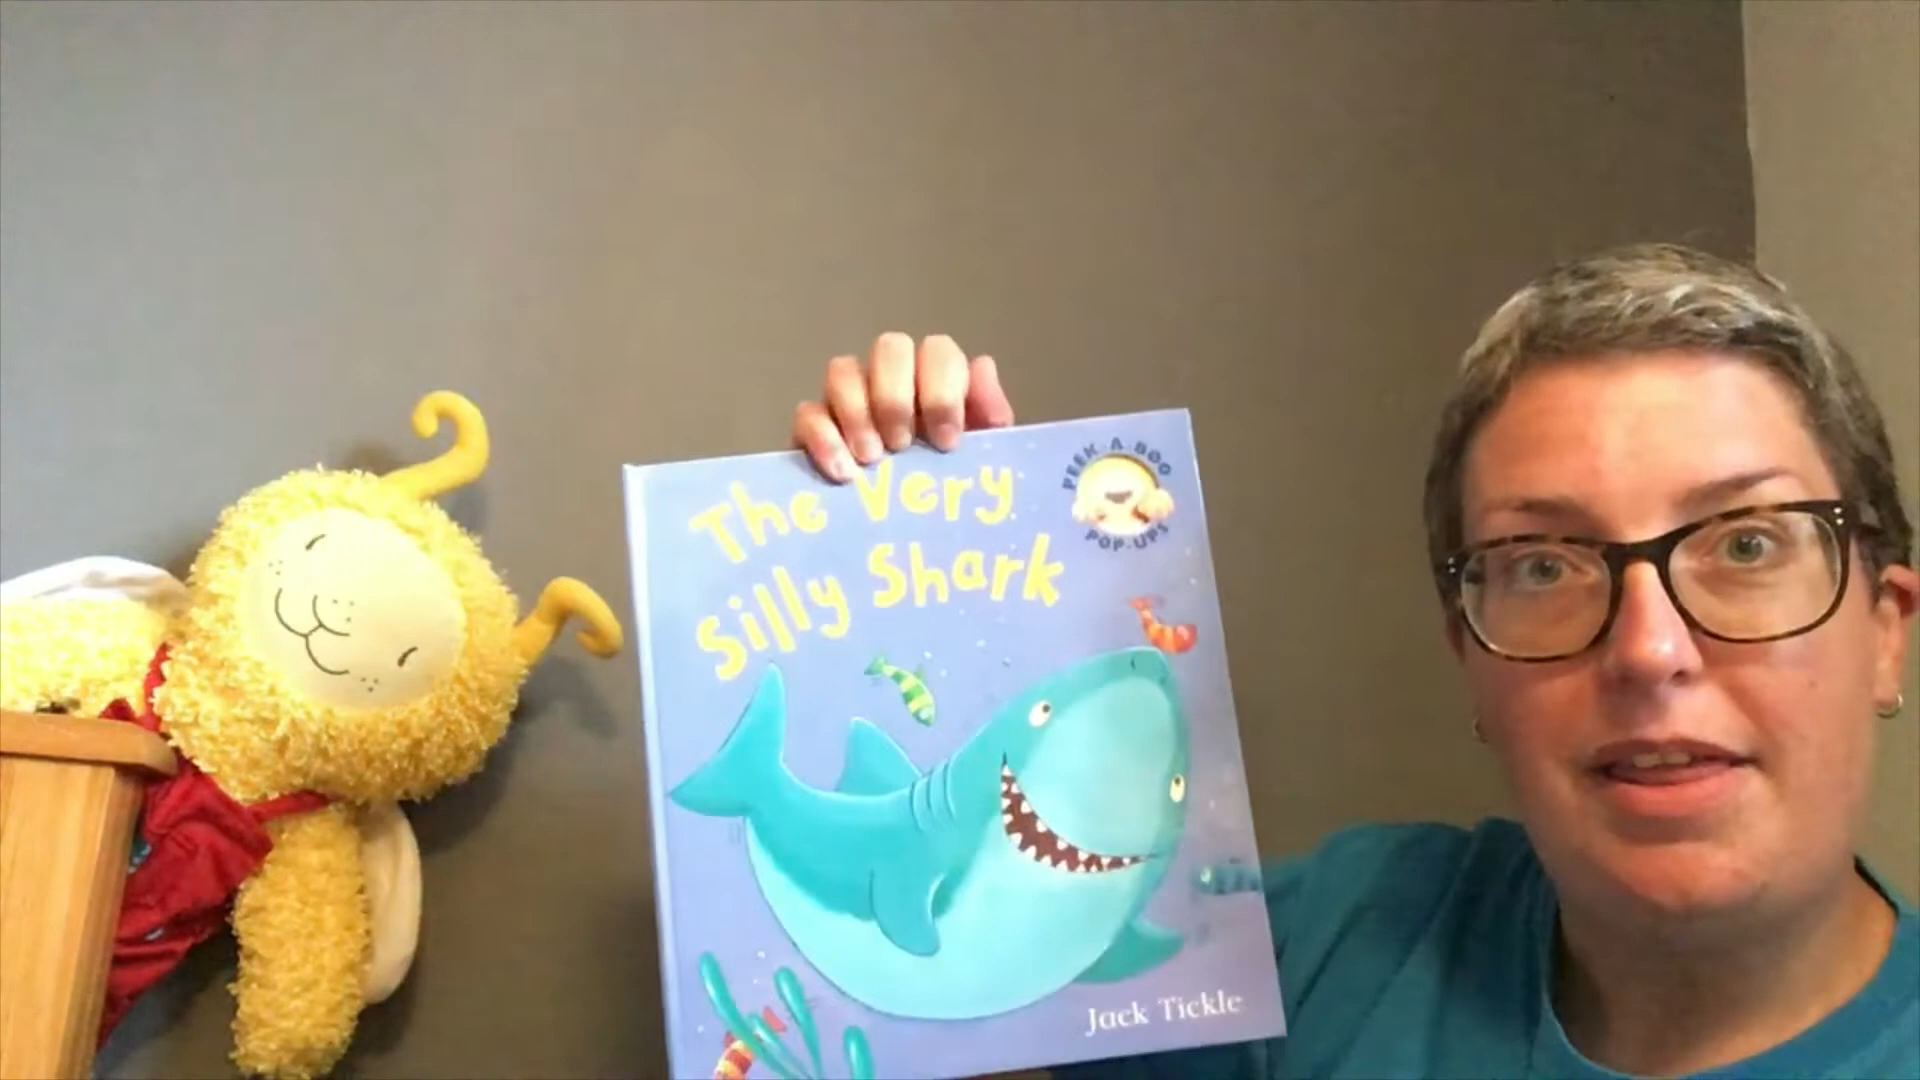 The Very
Silly Shark
PEEK-A-BOO
POP-UPS
Jack Tickle